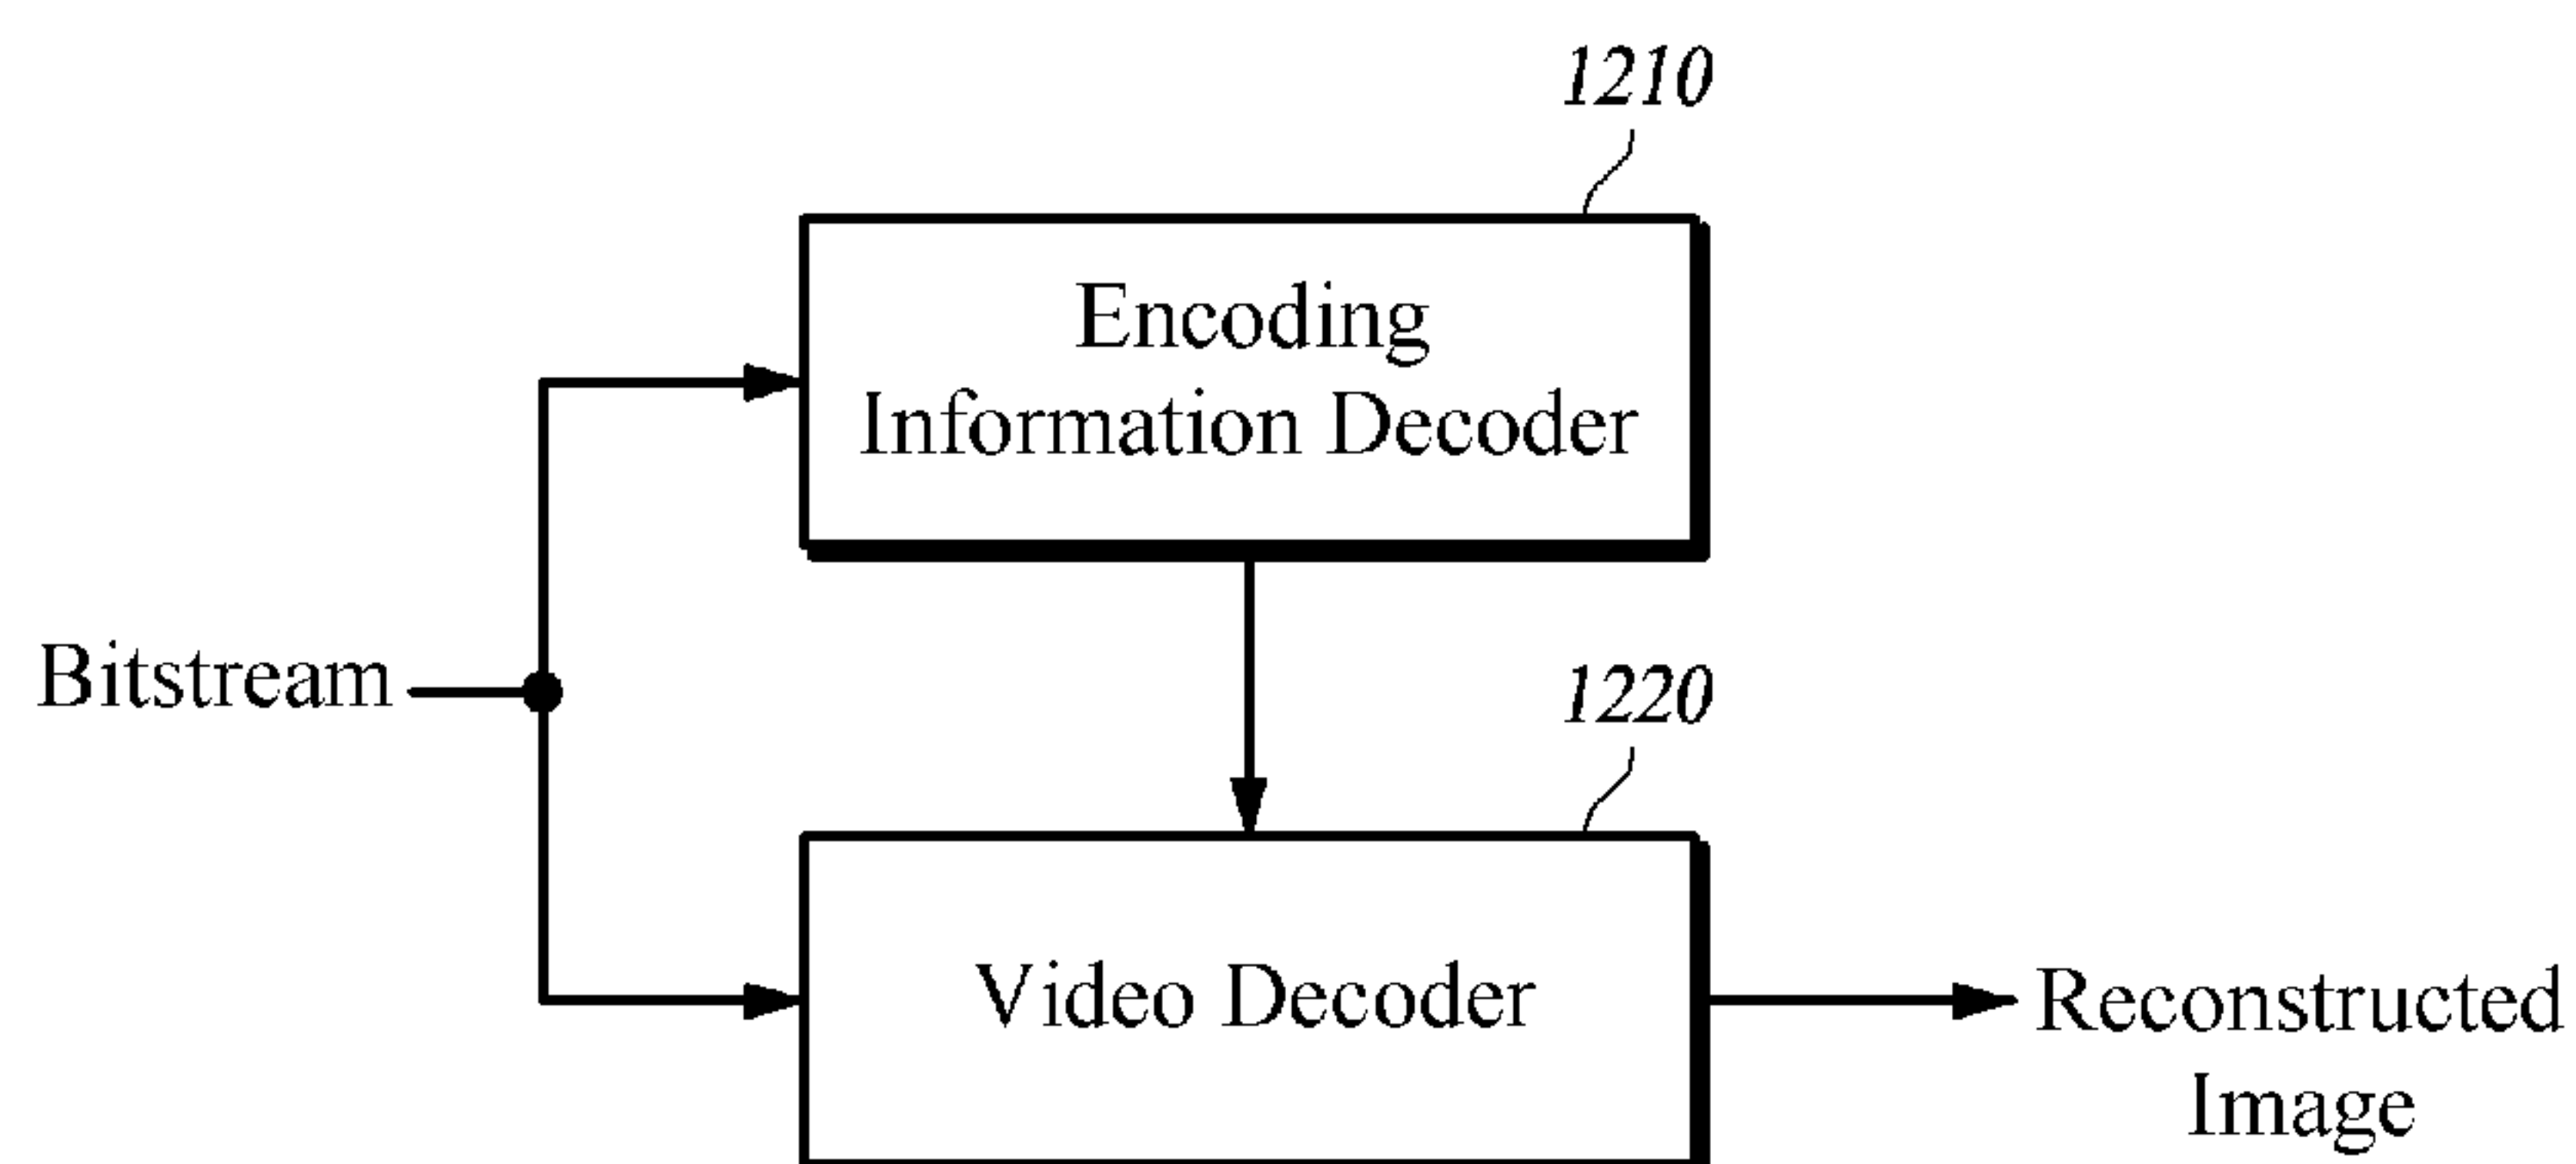 1210
Encoding
Information Decoder
Bitstream
1220
Video Decoder
Reconstructed
Image